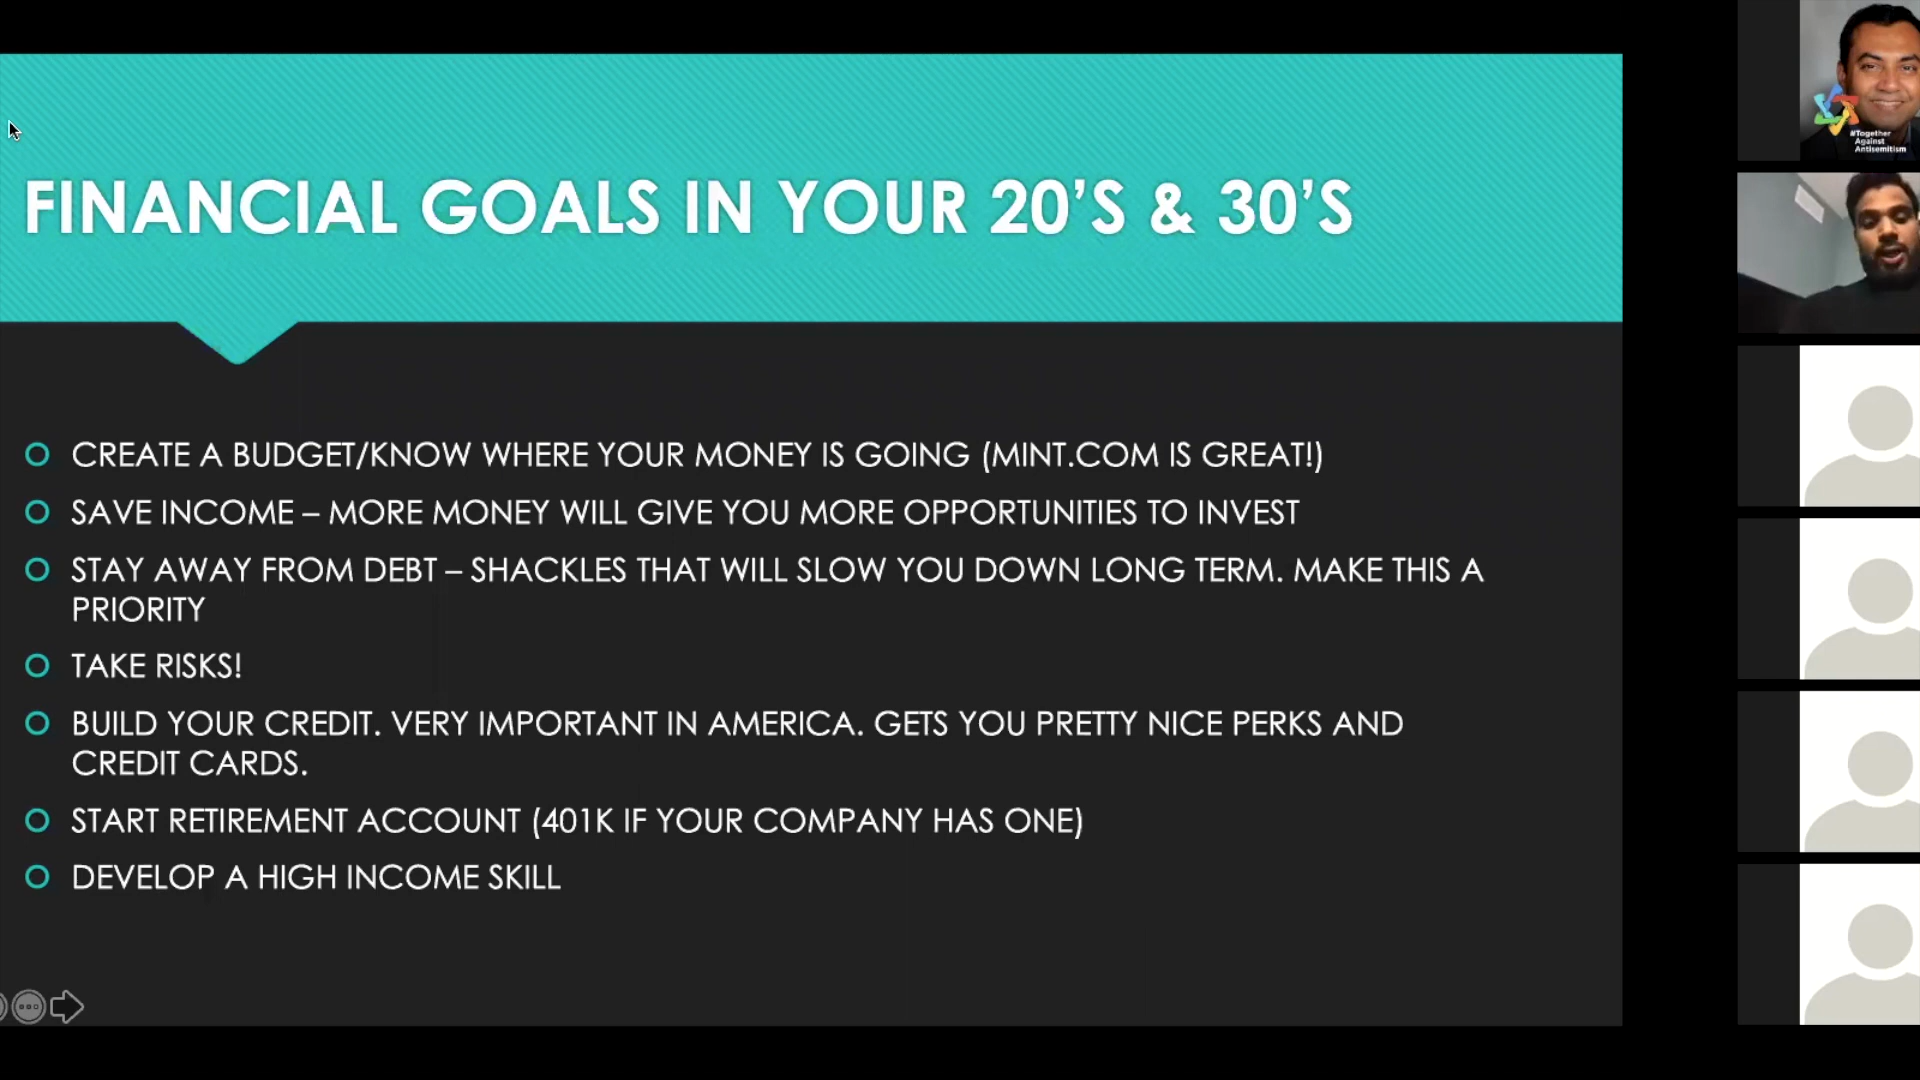 FINANCIAL GOALS IN YOUR 20’S & 30’S
CREATE A BUDGET/KNOW WHERE YOUR MONEY IS GOING (MINT.COM IS GREAT!)
SAVE INCOME – MORE MONEY WILL GIVE YOU MORE OPPORTUNITIES TO INVEST
STAY AWAY FROM DEBT – SHACKLES THAT WILL SLOW YOU DOWN LONG TERM. MAKE THIS A
PRIORITY
TAKE RISKS!
BUILD YOUR CREDIT. VERY IMPORTANT IN AMERICA. GETS YOU PRETTY NICE PERKS AND
CREDIT CARDS.
START RETIREMENT ACCOUNT (401K IF YOUR COMPANY HAS ONE)
DEVELOP A HIGH INCOME SKILL
#Together
Against
Antisemitism